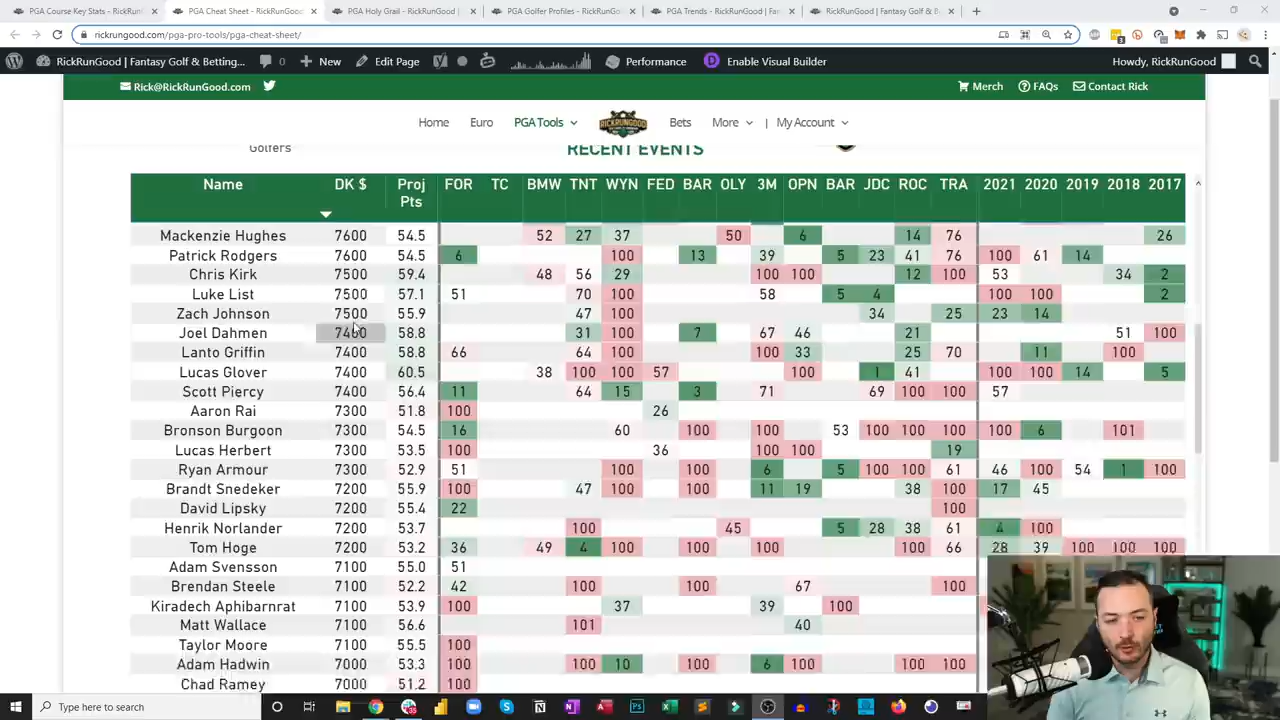 PGA Course Key Stats - RickRunG
PGA Cheat Sheet - RickRunGood
PGA Holy Grail - RickRunGood |
PGA Golfer Profiles - RickRunGo
PGA Trends - RickRunGood | Fan
RickRunGood | Fantasy Golf & B
rickrungood.com/pga-pro-tools/pga-cheat-sheet/
RickRunGood | Fantasy Golf & Betting... 0 New Edit Page Performance Enable Visual Builder Howdy, RickRunGood
Rick@RickRunGood.com Merch FAQs Contact Rick
Home Euro PGA Tools RICKRUNGOOD Bets More | My Account
Golfers RECENT EVENTS
Name DK $ Proj Pts FOR TC BMW TNT WYN FED BAR OLY 3M OPN BAR JDC ROC TRA 2021 2020 2019 2018 2017
Mackenzie Hughes 7600 54.5 52 27 37 50 6 14 76 26
Patrick Rodgers 7600 54.5 6 100 13 39 5 23 41 76 100 61 14
Chris Kirk 7500 59.4 48 56 29 100 100 12 100 53 34 2
Luke List 7500 57.1 51 70 100 58 5 4 100 100 2
Zach Johnson 7500 55.9 47 100 34 25 23 14
Joel Dahmen 7400 58.8 31 100 7 67 46 21 51 100
Lanto Griffin 7400 58.8 66 64 100 100 33 25 70 11 100
Lucas Glover 7400 60.5 38 100 100 57 100 1 41 100 100 14 5
Scott Piercy 7400 56.4 11 64 15 3 71 69 100 100 57
Aaron Rai 7300 51.8 100 26
Bronson Burgoon 7300 54.5 16 60 100 100 53 100 100 100 100 6 101
Lucas Herbert 7300 53.5 100 36 100 100 19
Ryan Armour 7300 52.9 51 100 100 6 5 100 100 61 46 100 54 1 100
Brandt Snedeker 7200 55.9 100 47 100 100 11 19 38 100 17 45
David Lipsky 7200 55.4 22 100
Henrik Norlander 7200 53.7 100 45 5 28 38 61 4 100
Tom Hoge 7200 53.2 36 49 4 100 100 100 100 66 28 39 100 100 100
Adam Svensson 7100 55.0 51
Brendan Steele 7100 52.2 42 100 100 67 100
Kiradech Aphibarnrat 7100 53.9 100 37 39 100
Matt Wallace 7100 56.6 101 40
Taylor Moore 7100 55.5 100
Adam Hadwin 7000 53.3 100 100 10 100 6 100 100 100
Chad Ramey 7000 51.2 100
Type here to search